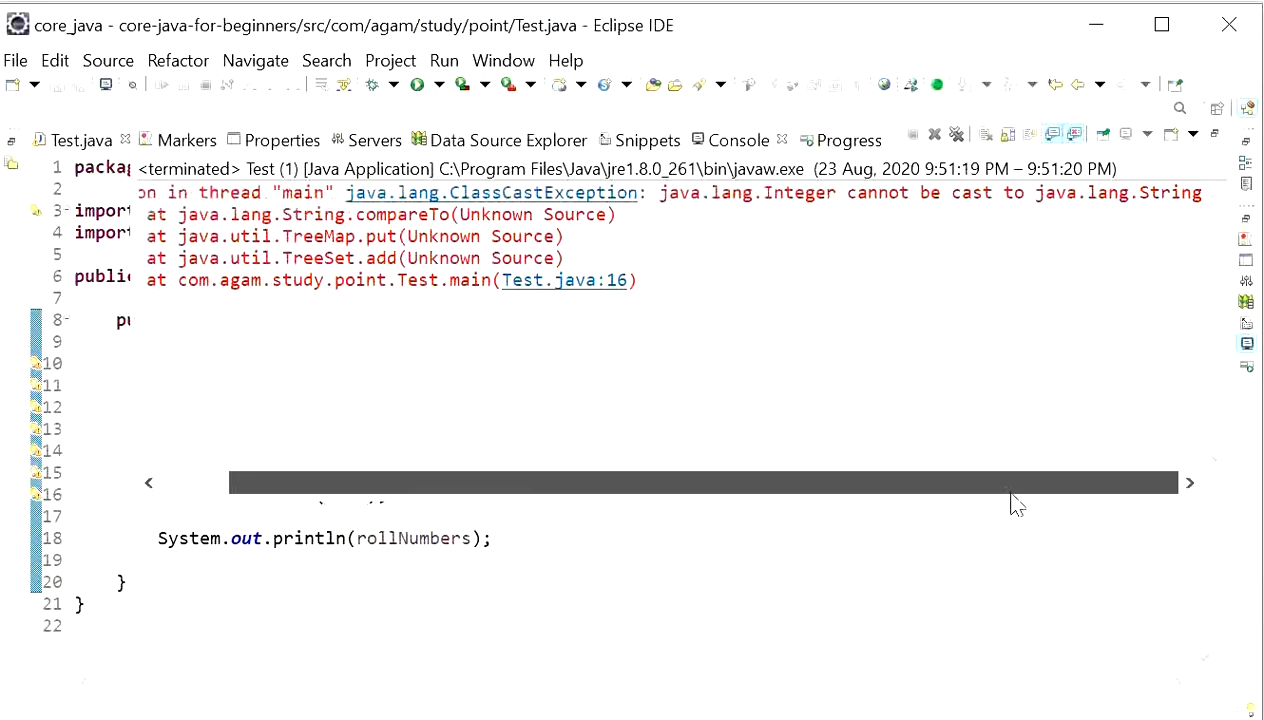 core_java - core-java-for-beginners/src/com/agam/study/point/Test.java - Eclipse IDE
File Edit Source Refactor Navigate Search Project Run Window Help
Test.java Markers Properties Servers Data Source Explorer Snippets Console Progress
<terminated> Test (1) [Java Application] C:\Program Files\Java\jre1.8.0_261\bin\javaw.exe (23 Aug, 2020 9:51:19 PM – 9:51:20 PM)
on in thread "main" java.lang.ClassCastException: java.lang.Integer cannot be cast to java.lang.String
at java.lang.String.compareTo(Unknown Source)
at java.util.TreeMap.put(Unknown Source)
at java.util.TreeSet.add(Unknown Source)
at com.agam.study.point.Test.main(Test.java:16)
1 packag
2
3 import
4 import
5
6 public
7
8 pu
9
10
11
12
13
14
15
16
17
18 System.out.println(rollNumbers);
19
20 }
21 }
22